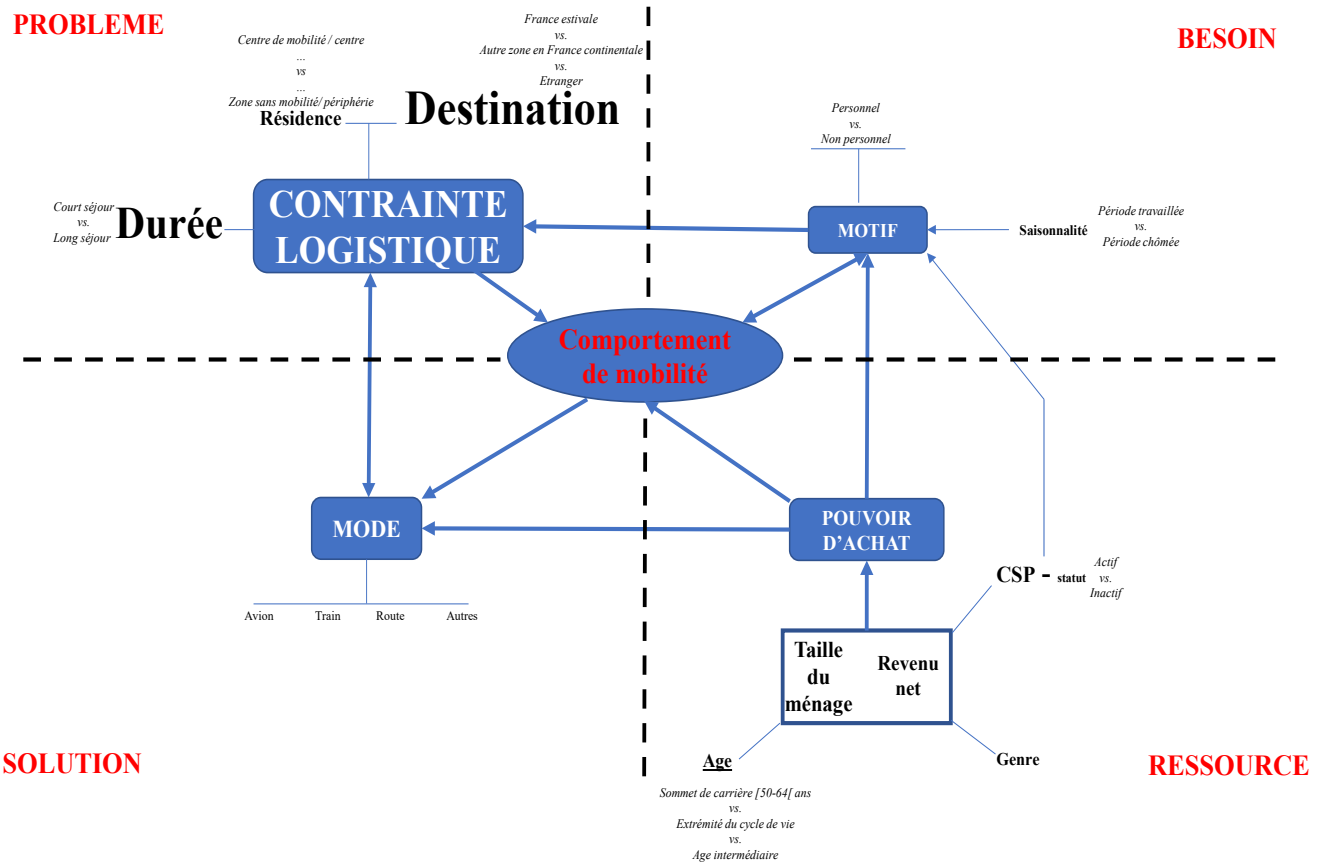 PROBLEME
Centre de mobilité / centre
...
vs
...
Zone sans mobilité/ périphérie
Résidence
France estivale
vs.
Autre zone en France continentale
vs.
Etranger
Destination
BESOIN
Personnel
vs.
Non personnel
Court séjour
vs.
Long séjour
Durée
CONTRAINTE
LOGISTIQUE
MOTIF
Saisonnalité
Période travaillée
vs.
Période chômée
Comportement
de mobilité
MODE
Avion
Train
Route
Autres
POUVOIR
D’ACHAT
CSP - statut
Actif
vs.
Inactif
Taille
du
ménage
Revenu
net
Age
Sommet de carrière [50-64[ ans
vs.
Extrémité du cycle de vie
vs.
Age intermédiaire
Genre
SOLUTION
RESSOURCE